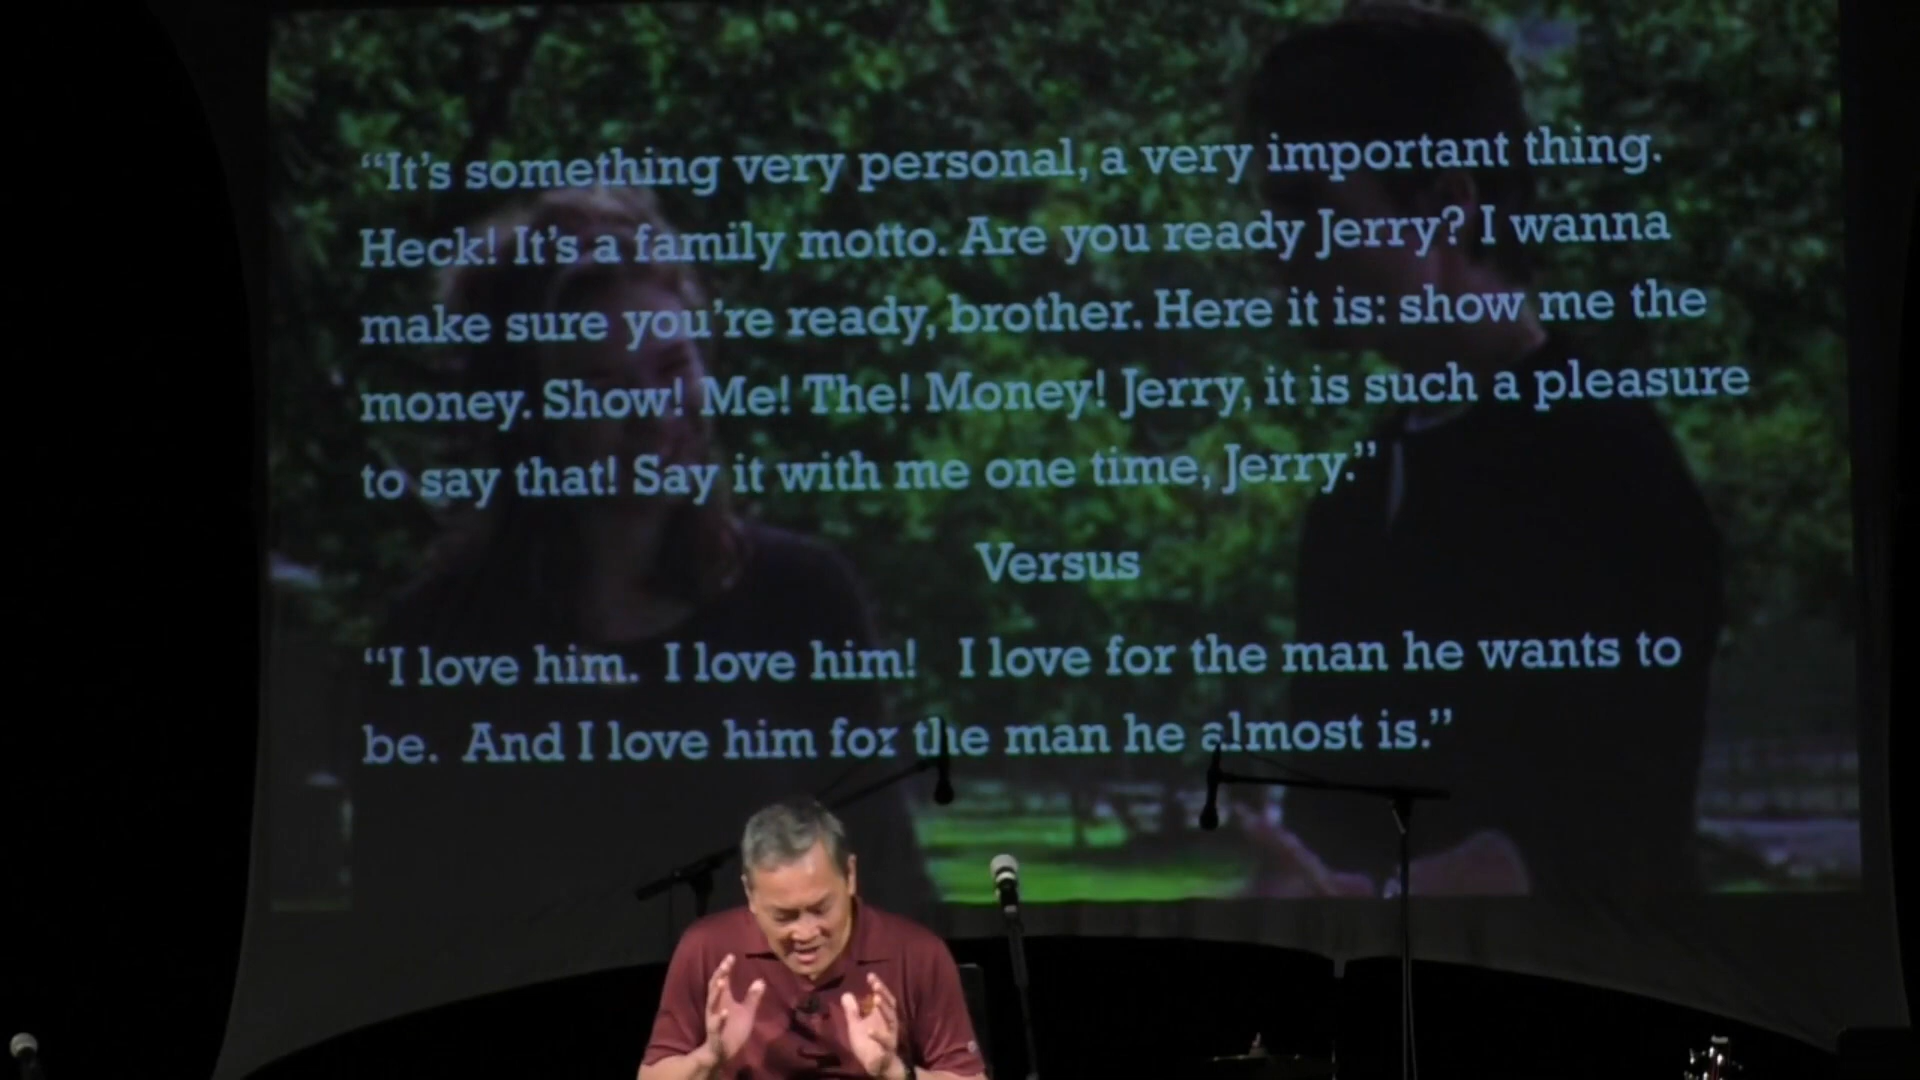 “It’s something very personal, a very important thing.
Heck! It’s a family motto. Are you ready Jerry? I wanna
make sure you’re ready, brother. Here it is: show me the
money. Show! Me! The! Money! Jerry, it is such a pleasure
to say that! Say it with me one time, Jerry.”
Versus
“I love him.  I love him!   I love for the man he wants to
be.  And I love him for the man he almost is.”